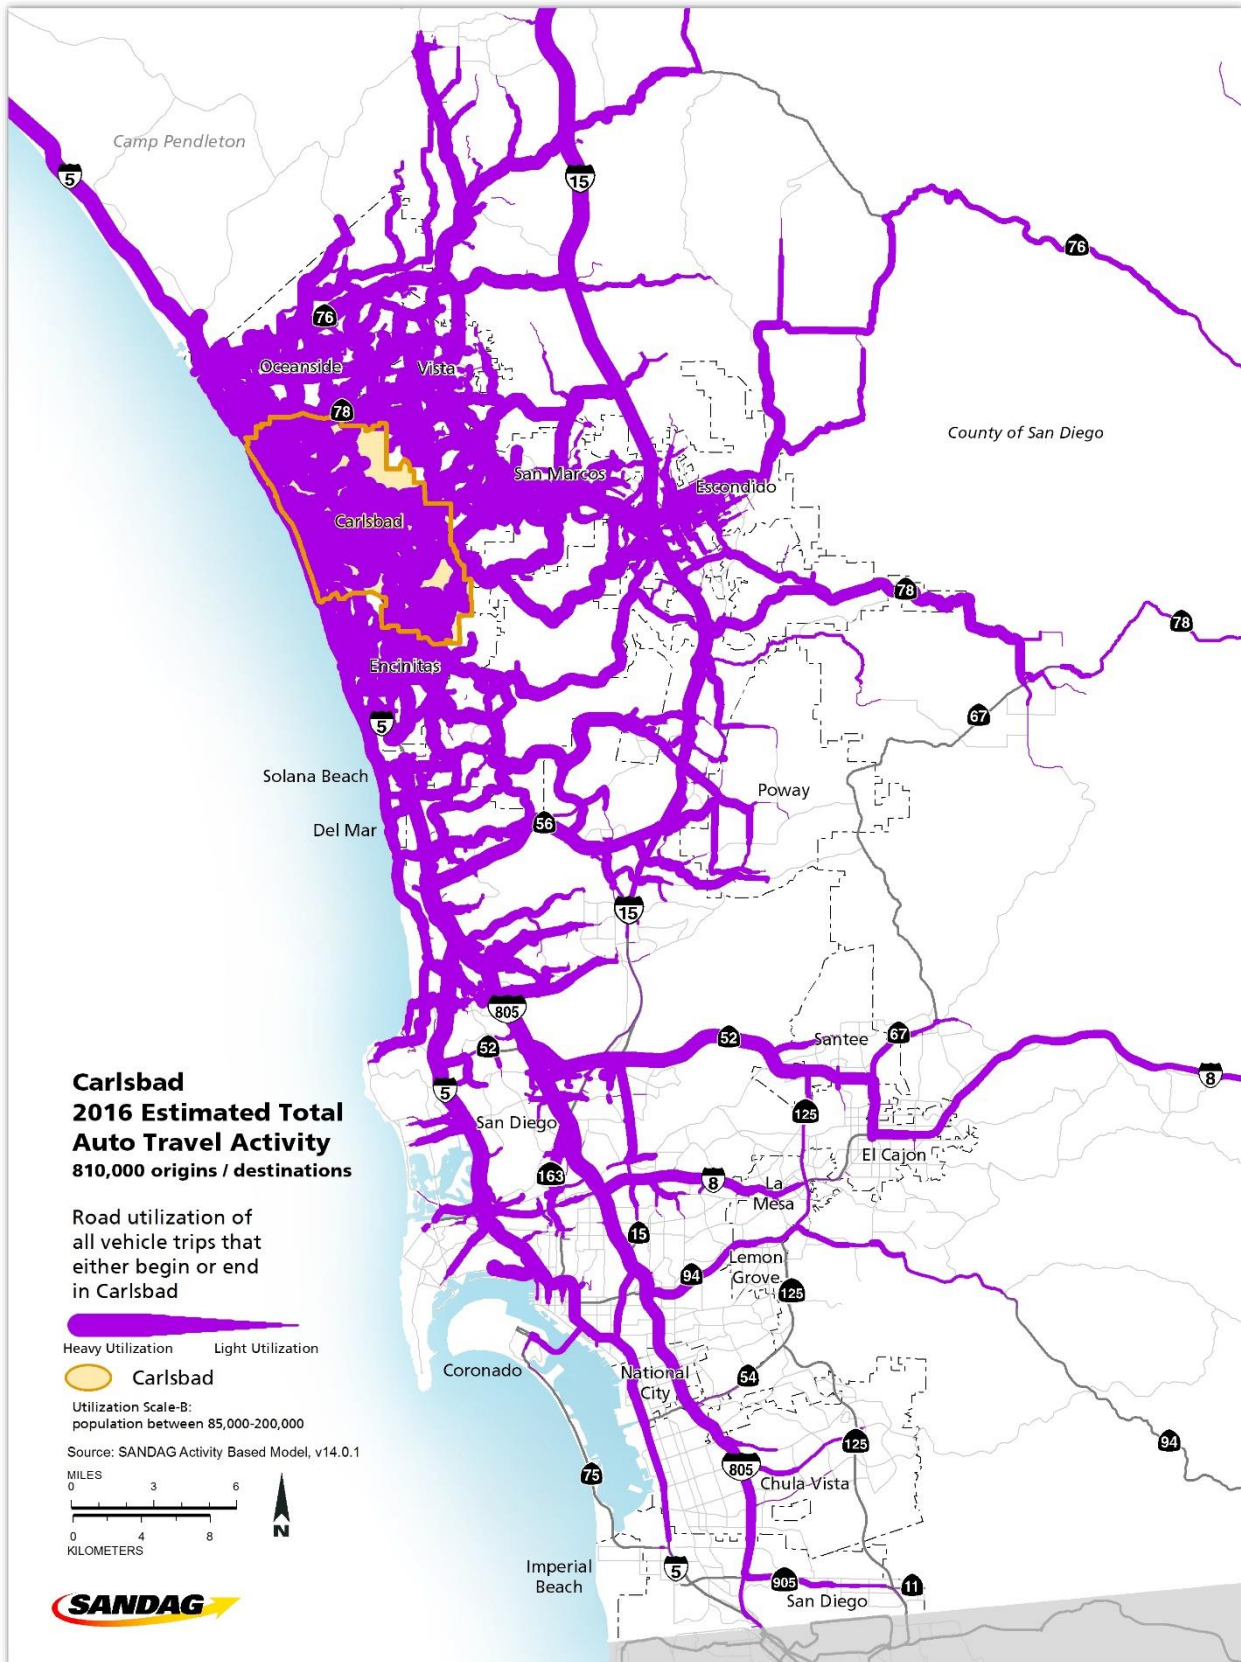 Camp Pendleton
5
15
76
76
Oceanside
Vista
78
County of San Diego
San Marcos
Escondido
Carlsbad
78
78
Encinitas
67
5
Solana Beach
Poway
Del Mar
56
15
805
52
52
Santee
67
8
5
125
San Diego
El Cajon
163
8
La
Mesa
15
94
Lemon
Grove
125
Coronado
National
City
54
125
94
805
75
Chula Vista
Imperial
Beach
5
905
11
San Diego
Carlsbad
2016 Estimated Total
Auto Travel Activity
810,000 origins / destinations
Road utilization of
all vehicle trips that
either begin or end
in Carlsbad
Heavy Utilization Light Utilization
Carlsbad
Utilization Scale-B:
population between 85,000-200,000
Source: SANDAG Activity Based Model, v14.0.1
MILES
0 3 6
0 4 8
KILOMETERS
N
SANDAG